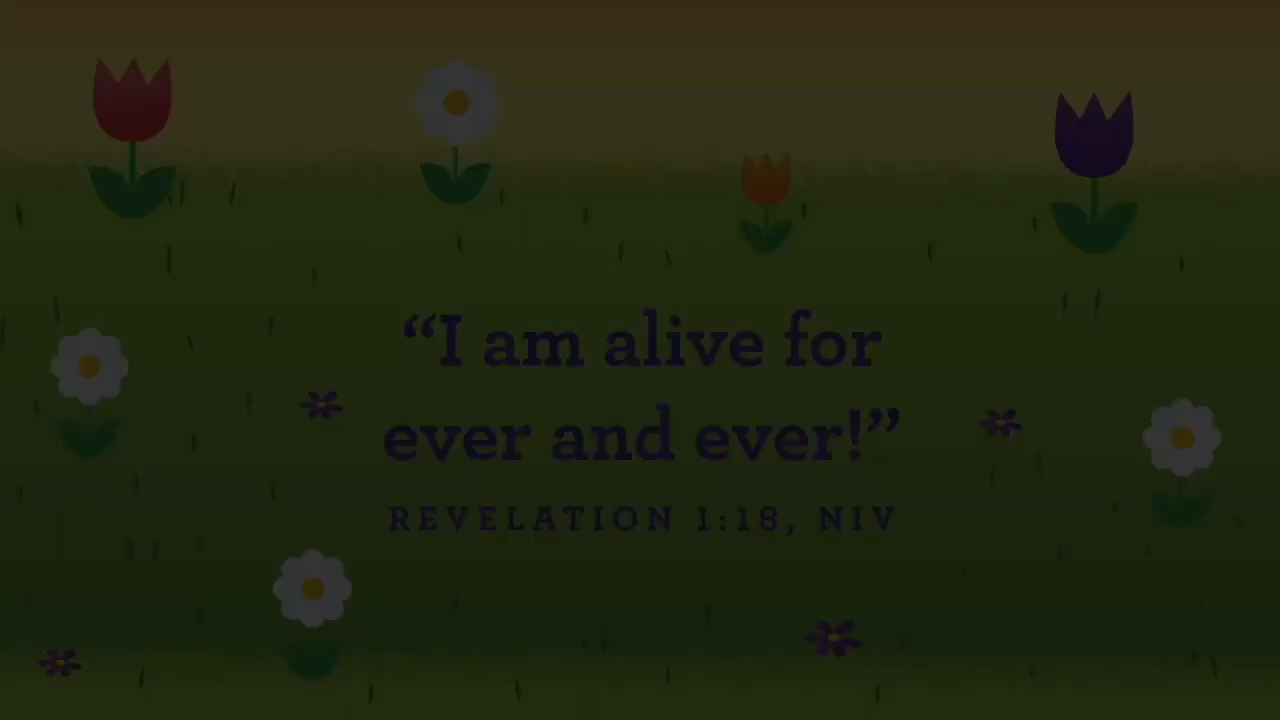 “I am alive for
ever and ever!”
REVELATION 1:18, NIV